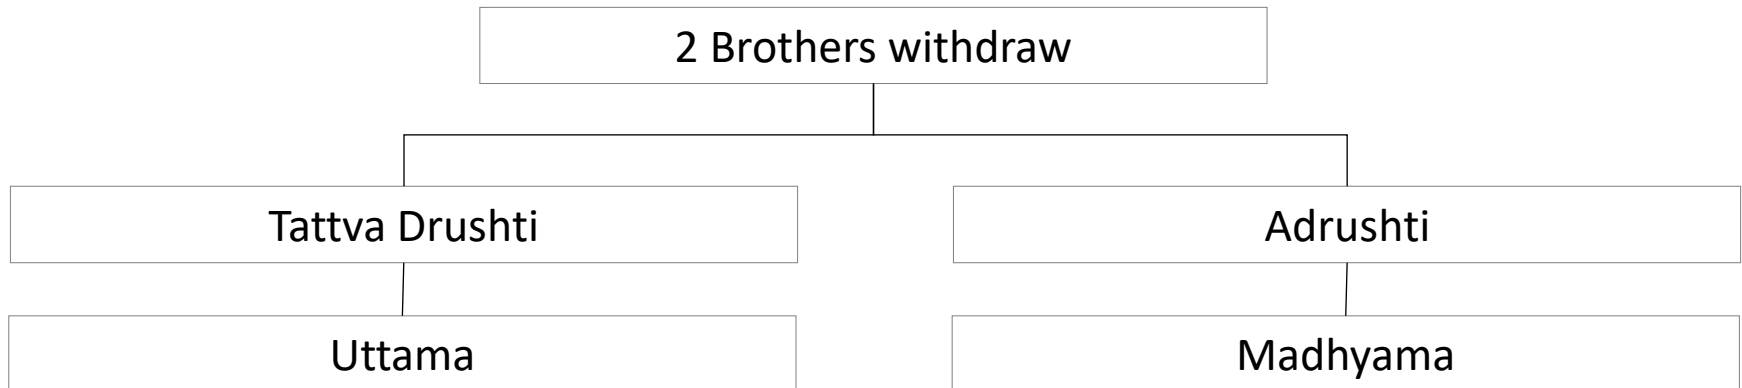 2 Brothers withdraw
Tattva Drushti
Adrushti
Uttama
Madhyama